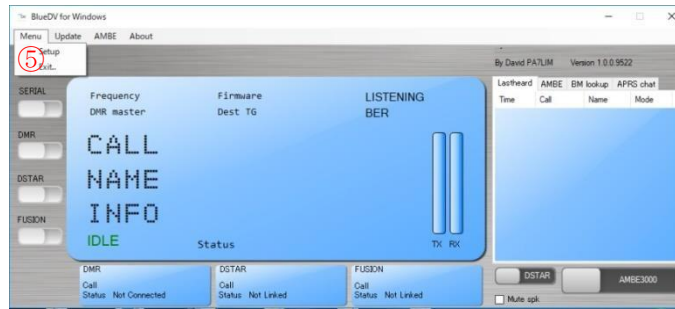 BlueDV for Windows
Menu Update AMBE About
⑤
Setup
Exit..
By David PA7LIM Version 1.0.0.9522
SERIAL
DMR
DSTAR
FUSION
Frequency Firmware LISTENING
DMR master Dest TG BER
CALL
NAME
INFO
IDLE Status TX RX
Lastheard AMBE BM lookup APRS chat
Time Call Name Mode
DMR
Call
Status Not Connected
DSTAR
Call
Status Not Linked
FUSION
Call
Status Not Linked
DSTAR AMBE3000
Mute spk